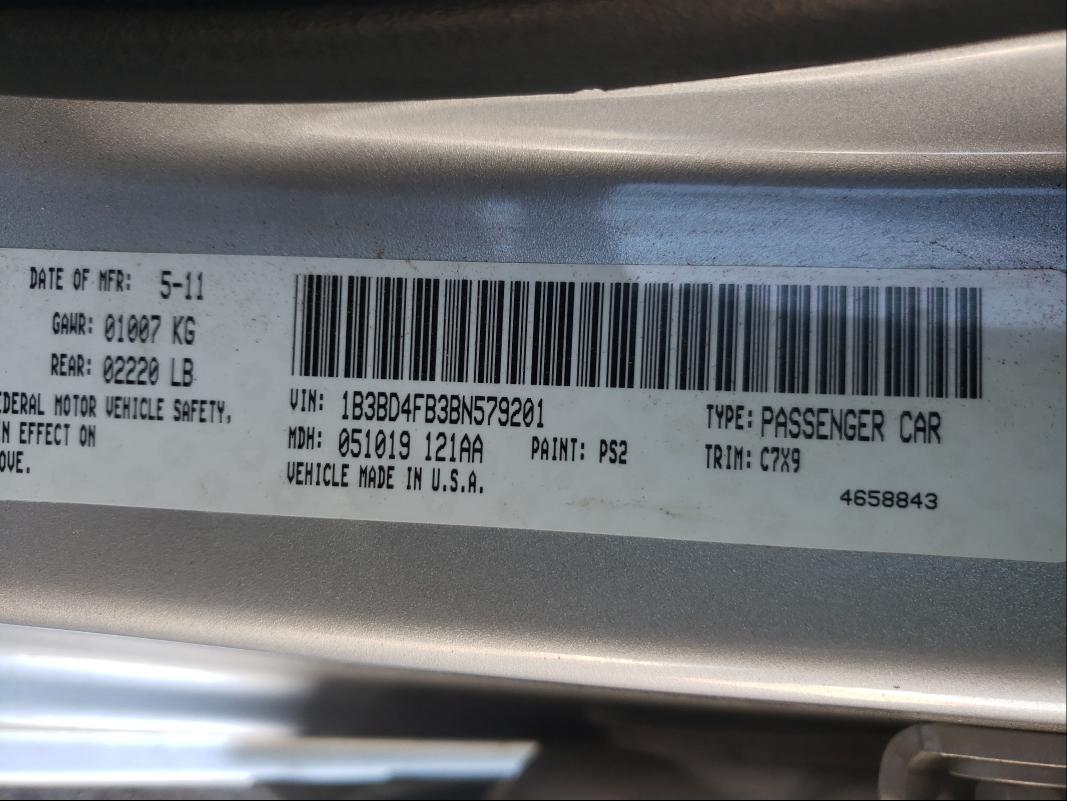 DATE OF MFR: 5-11
GAWR: 01007 KG
REAR: 02220 LB
EDERAL MOTOR VEHICLE SAFETY,
N EFFECT ON
OVE.
VIN: 1B3BD4FB3BN579201
TYPE: PASSENGER CAR
MDH: 051019 121AA PAINT: PS2
TRIM: C7X9
VEHICLE MADE IN U.S.A.
4658843